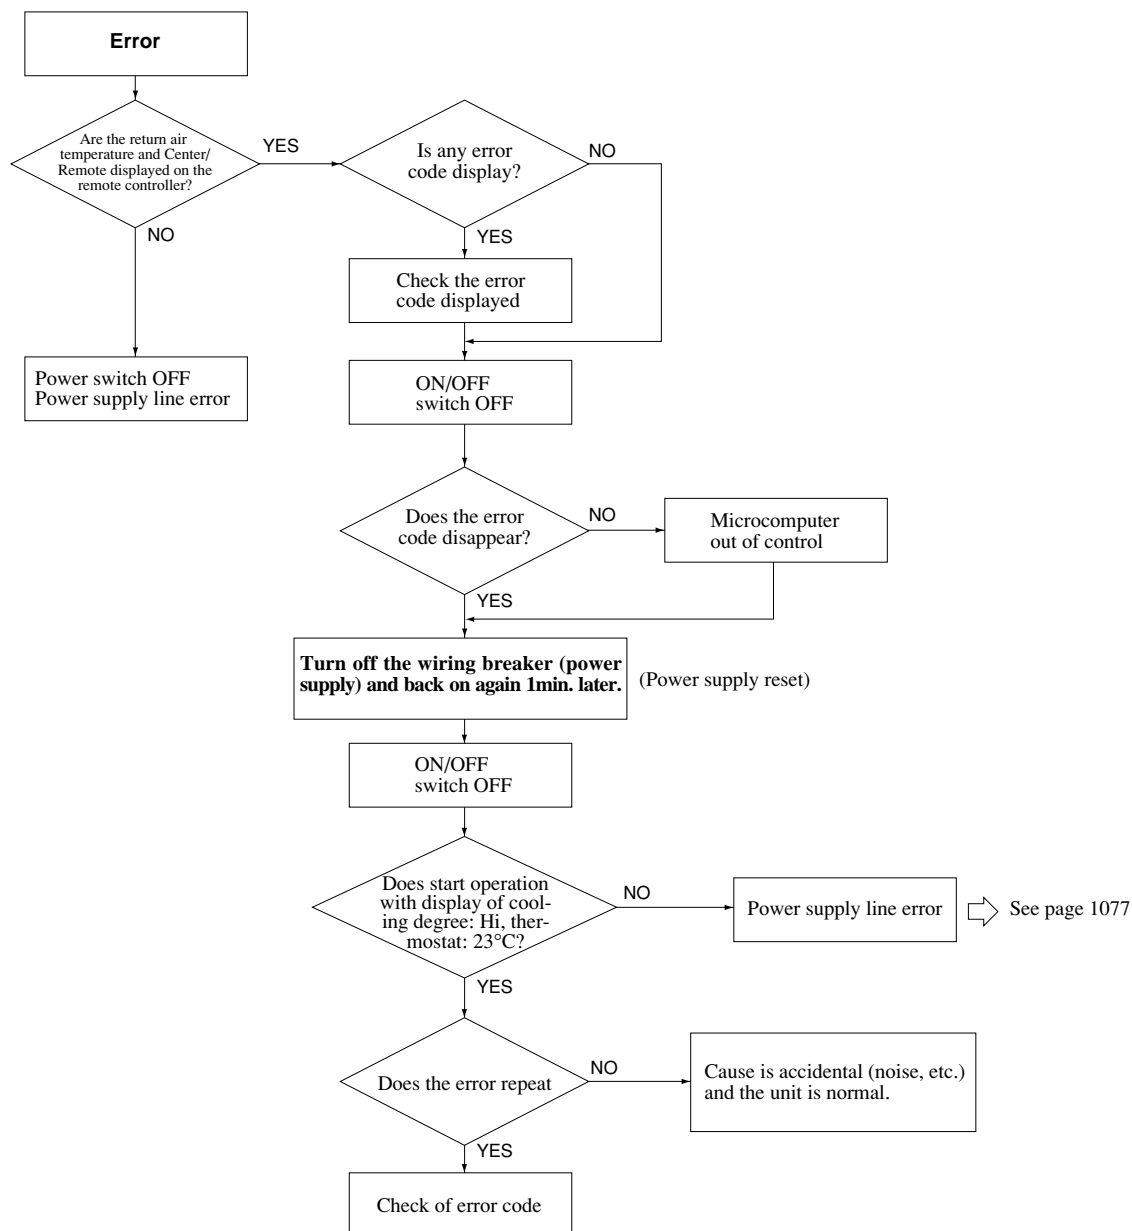 Error
Are the return air
temperature and Center/
Remote displayed on the
remote controller?
YES
NO
Is any error
code display?
NO
YES
Check the error
code displayed
Power switch OFF
Power supply line error
ON/OFF
switch OFF
Does the error
code disappear?
NO
Microcomputer
out of control
YES
Turn off the wiring breaker (power
supply) and back on again 1min. later.
(Power supply reset)
ON/OFF
switch OFF
Does start operation
with display of cool-
ing degree: Hi, ther-
mostat: 23°C?
NO
Power supply line error
See page 1077
YES
Does the error repeat
NO
Cause is accidental (noise, etc.)
and the unit is normal.
YES
Check of error code